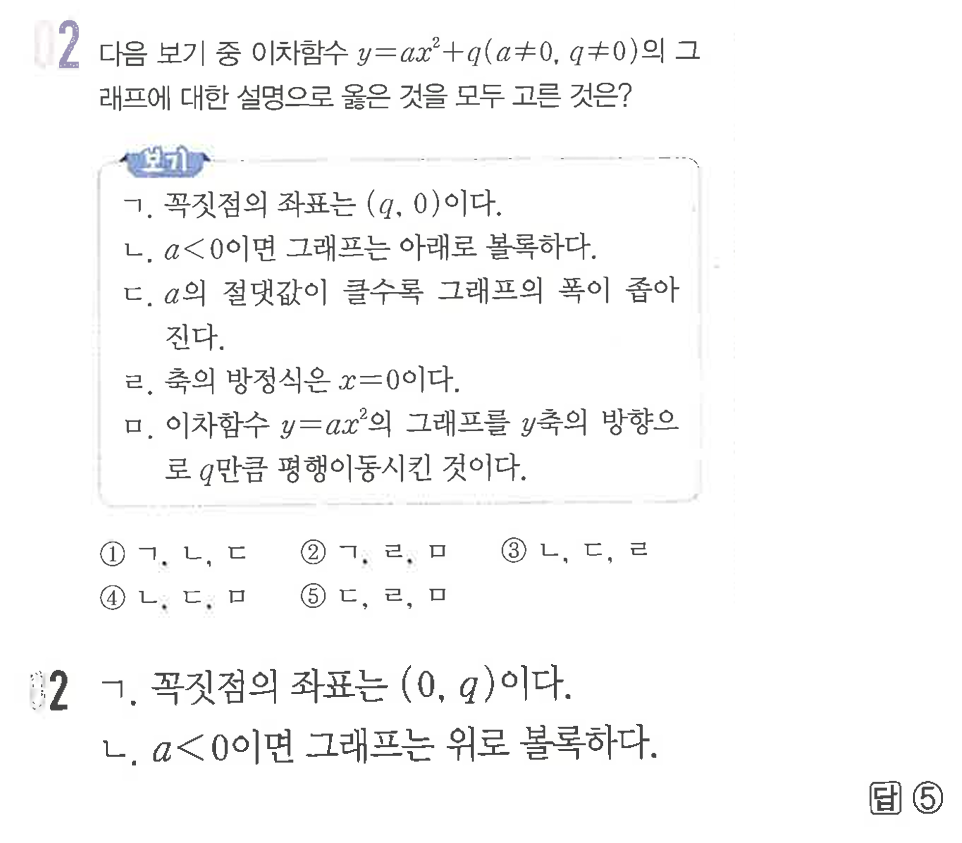 02 다음 보기 중 이차함수 y=ax²+q(a≠0, q≠0)의 그
래프에 대한 설명으로 옳은 것을 모두 고른 것은?
보기
ㄱ. 꼭짓점의 좌표는 (q, 0)이다.
ㄴ. a<0이면 그래프는 아래로 볼록하다.
ㄷ. a의 절댓값이 클수록 그래프의 폭이 좁아
진다.
ㄹ. 축의 방정식은 x=0이다.
ㅁ. 이차함수 y=ax²의 그래프를 y축의 방향으
로 q만큼 평행이동시킨 것이다.
① ㄱ, ㄴ, ㄷ ② ㄱ, ㄹ, ㅁ ③ ㄴ, ㄷ, ㄹ
④ ㄴ, ㄷ, ㅁ ⑤ ㄷ, ㄹ, ㅁ
02 ㄱ. 꼭짓점의 좌표는 (0, q)이다.
ㄴ. a<0이면 그래프는 위로 볼록하다.
답 ⑤